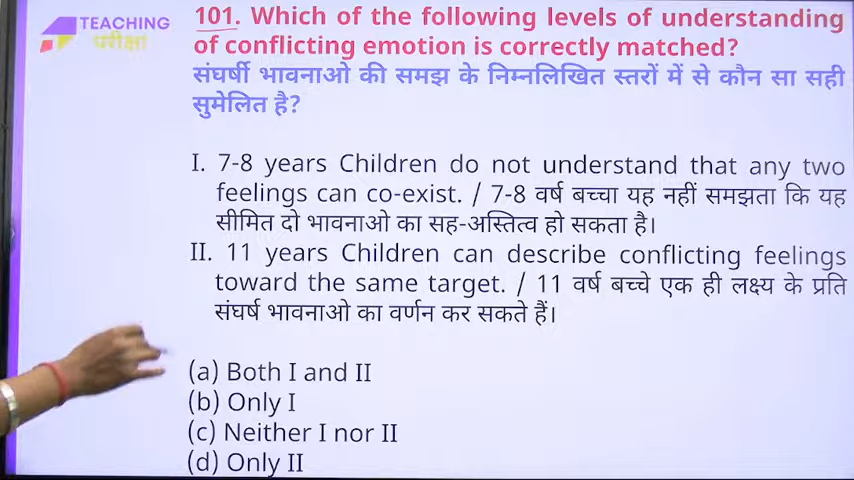 TEACHING
परीक्षा
101. Which of the following levels of understanding
of conflicting emotion is correctly matched?
संघर्षी भावनाओ की समझ के निम्नलिखित स्तरों में से कौन सा सही
सुमेलित है?
I. 7-8 years Children do not understand that any two
feelings can co-exist. / 7-8 वर्ष बच्चा यह नहीं समझता कि यह
सीमित दो भावनाओ का सह-अस्तित्व हो सकता है।
II. 11 years Children can describe conflicting feelings
toward the same target. / 11 वर्ष बच्चे एक ही लक्ष्य के प्रति
संघर्ष भावनाओ का वर्णन कर सकते हैं।
(a) Both I and II
(b) Only I
(c) Neither I nor II
(d) Only II